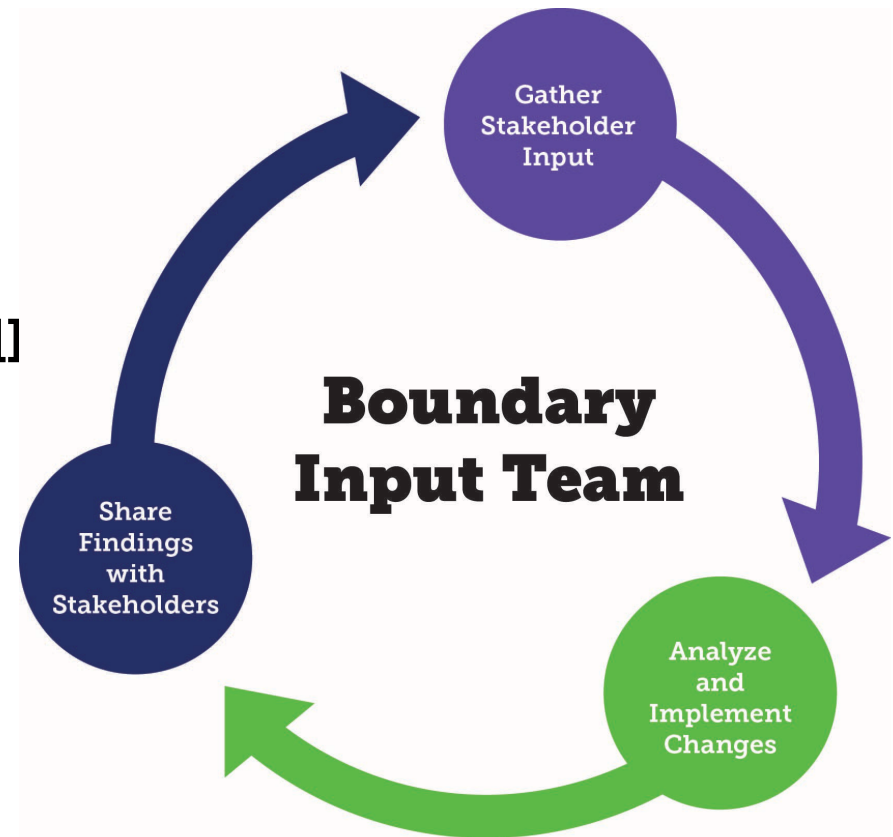 Gather
Stakeholder
Input
Boundary
Input Team
Share
Findings
with
Stakeholders
Analyze
and
Implement
Changes